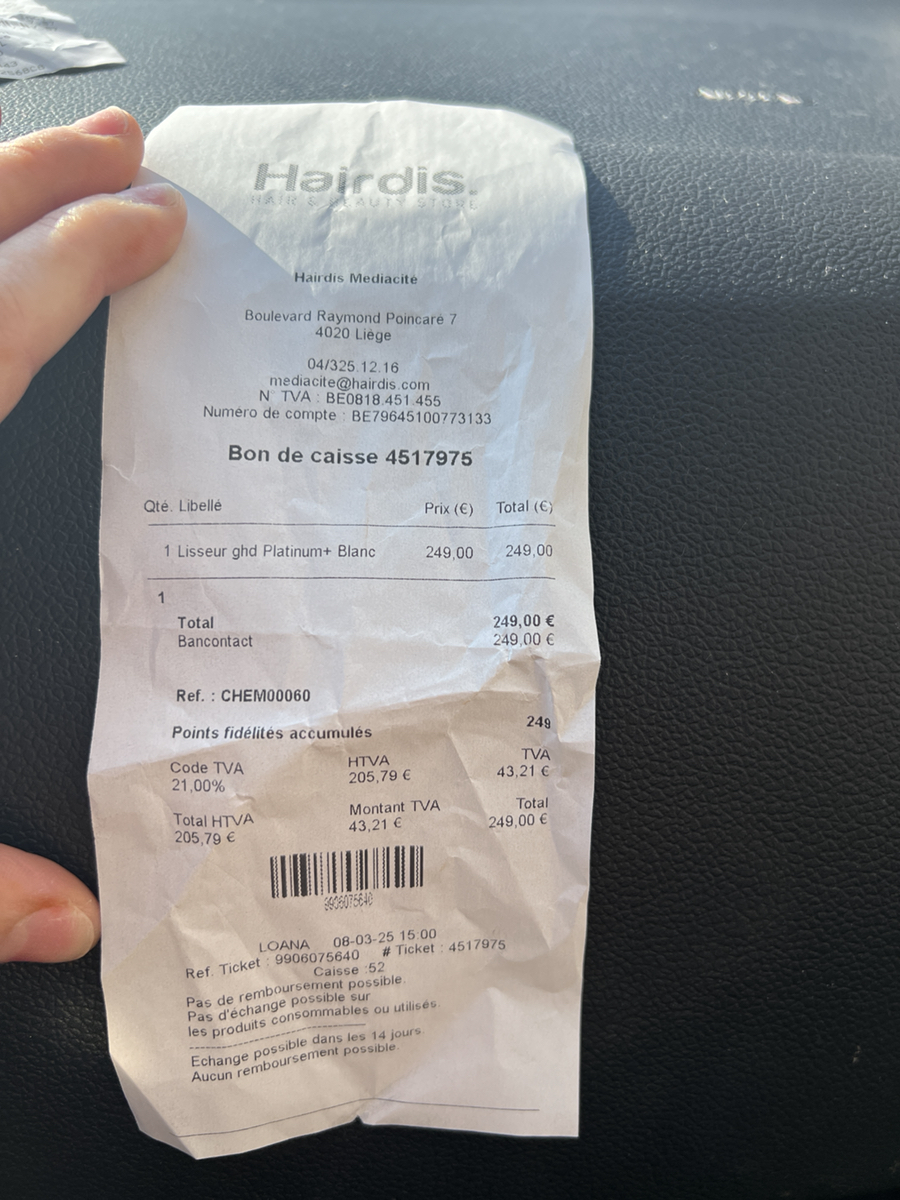 Hairdis.
HAIR & BEAUTY STORE
Hairdis Mediacité
Boulevard Raymond Poincaré 7
4020 Liège
04/325.12.16
mediacite@hairdis.com
N° TVA : BE0818.451.455
Numéro de compte : BE79645100773133
Bon de caisse 4517975
Qté. Libellé Prix (€) Total (€)
1 Lisseur ghd Platinum+ Blanc 249,00 249,00
1
Total 249,00 €
Bancontact 249,00 €
Ref. : CHEM00060
Points fidélités accumulés 249
Code TVA HTVA TVA
21,00% 205,79 € 43,21 €
Total HTVA Montant TVA Total
205,79 € 43,21 € 249,00 €
9906075640
LOANA 08-03-25 15:00
Ref. Ticket : 9906075640 # Ticket : 4517975
Caisse :52
Pas de remboursement possible.
Pas d'échange possible sur
les produits consommables ou utilisés.
Echange possible dans les 14 jours.
Aucun remboursement possible.